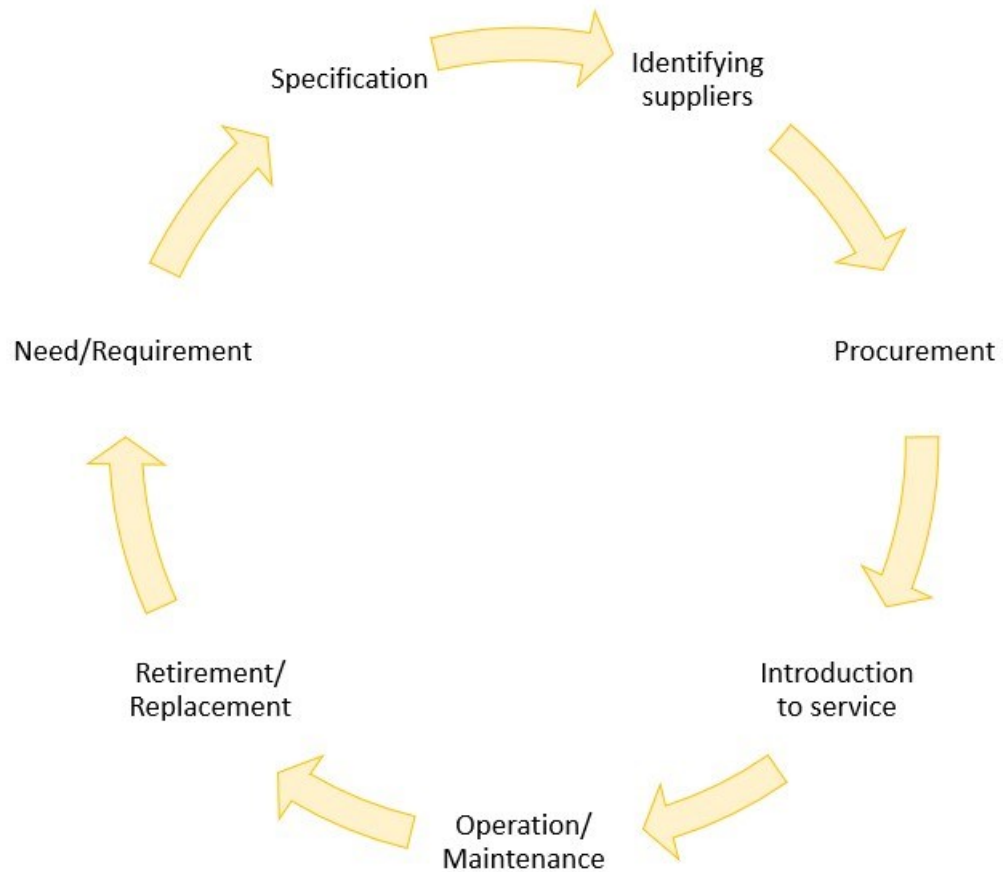 Specification
Identifying
suppliers
Procurement
Introduction
to service
Operation/
Maintenance
Retirement/
Replacement
Need/Requirement